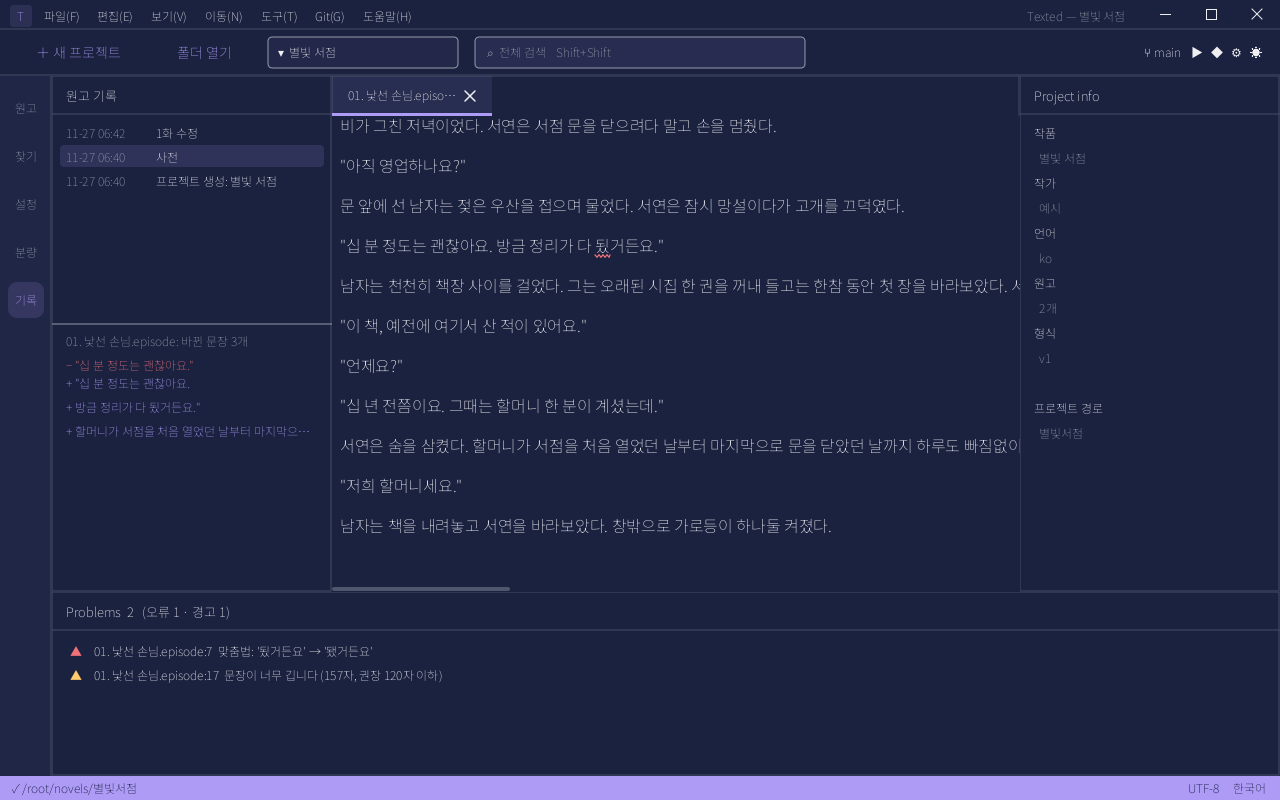 T 파일(F) 편집(E) 보기(V) 이동(N) 도구(T) Git(G) 도움말(H) Texted — 별빛 서점
+ 새 프로젝트 폴더 열기 ▾ 별빛 서점 전체 검색 Shift+Shift main
원고
찾기
설정
분량
기록
원고 기록
11-27 06:42 1화 수정
11-27 06:40 사전
11-27 06:40 프로젝트 생성: 별빛 서점
01. 낯선 손님.episode: 바뀐 문장 3개
− "십 분 정도는 괜찮아요."
+ "십 분 정도는 괜찮아요.
+ 방금 정리가 다 됬거든요."
+ 할머니가 서점을 처음 열었던 날부터 마지막으…
01. 낯선 손님.episo…
비가 그친 저녁이었다. 서연은 서점 문을 닫으려다 말고 손을 멈췄다.
"아직 영업하나요?"
문 앞에 선 남자는 젖은 우산을 접으며 물었다. 서연은 잠시 망설이다가 고개를 끄덕였다.
"십 분 정도는 괜찮아요. 방금 정리가 다 됬거든요."
남자는 천천히 책장 사이를 걸었다. 그는 오래된 시집 한 권을 꺼내 들고는 한참 동안 첫 장을 바라보았다.
"이 책, 예전에 여기서 산 적이 있어요."
"언제요?"
"십 년 전쯤이요. 그때는 할머니 한 분이 계셨는데."
서연은 숨을 삼켰다. 할머니가 서점을 처음 열었던 날부터 마지막으로 문을 닫았던 날까지 하루도 빠짐없이
"저희 할머니세요."
남자는 책을 내려놓고 서연을 바라보았다. 창밖으로 가로등이 하나둘 켜졌다.
Project info
작품
별빛 서점
작가
예시
언어
ko
원고
2개
형식
v1
프로젝트 경로
별빛서점
Problems 2 (오류 1 · 경고 1)
01. 낯선 손님.episode:7 맞춤법: '됬거든요' → '됐거든요'
01. 낯선 손님.episode:17 문장이 너무 깁니다 (157자, 권장 120자 이하)
✓ /root/novels/별빛서점 UTF-8 한국어